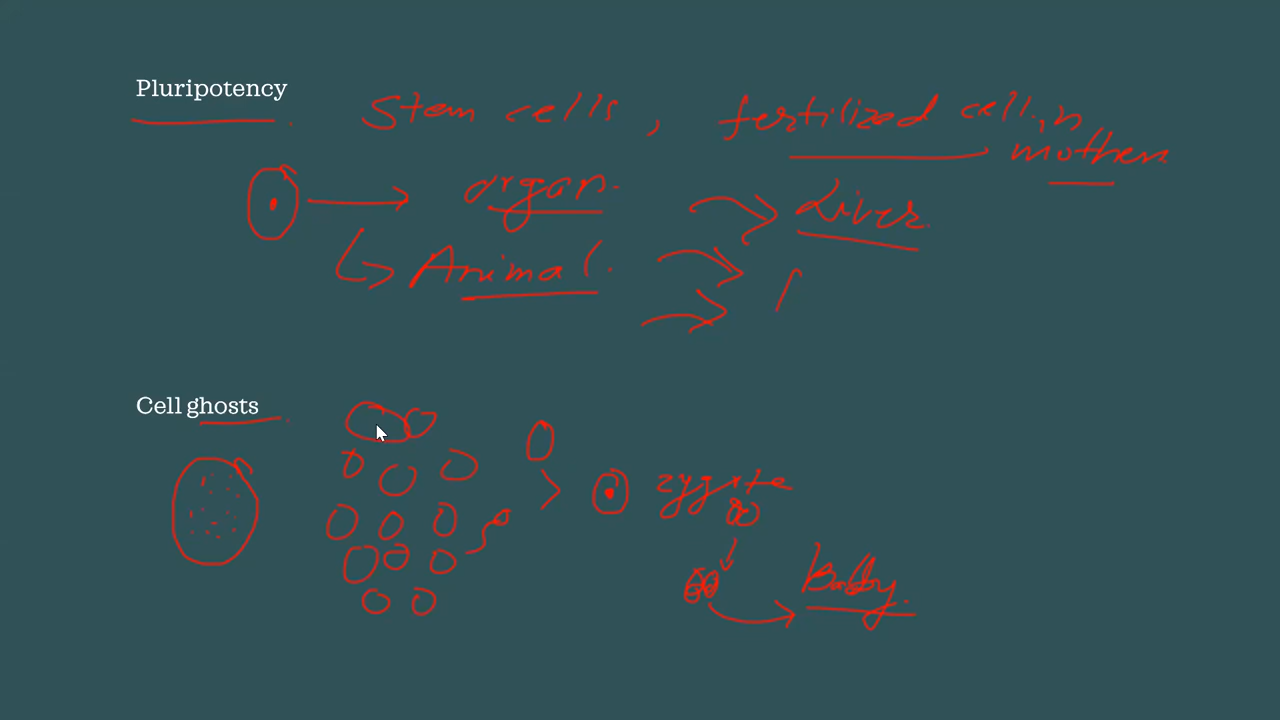 Pluripotency
Stem cells, fertilized cell in
mother.
organ. Liver.
Animal.
Cell ghosts
zygote
Baby.